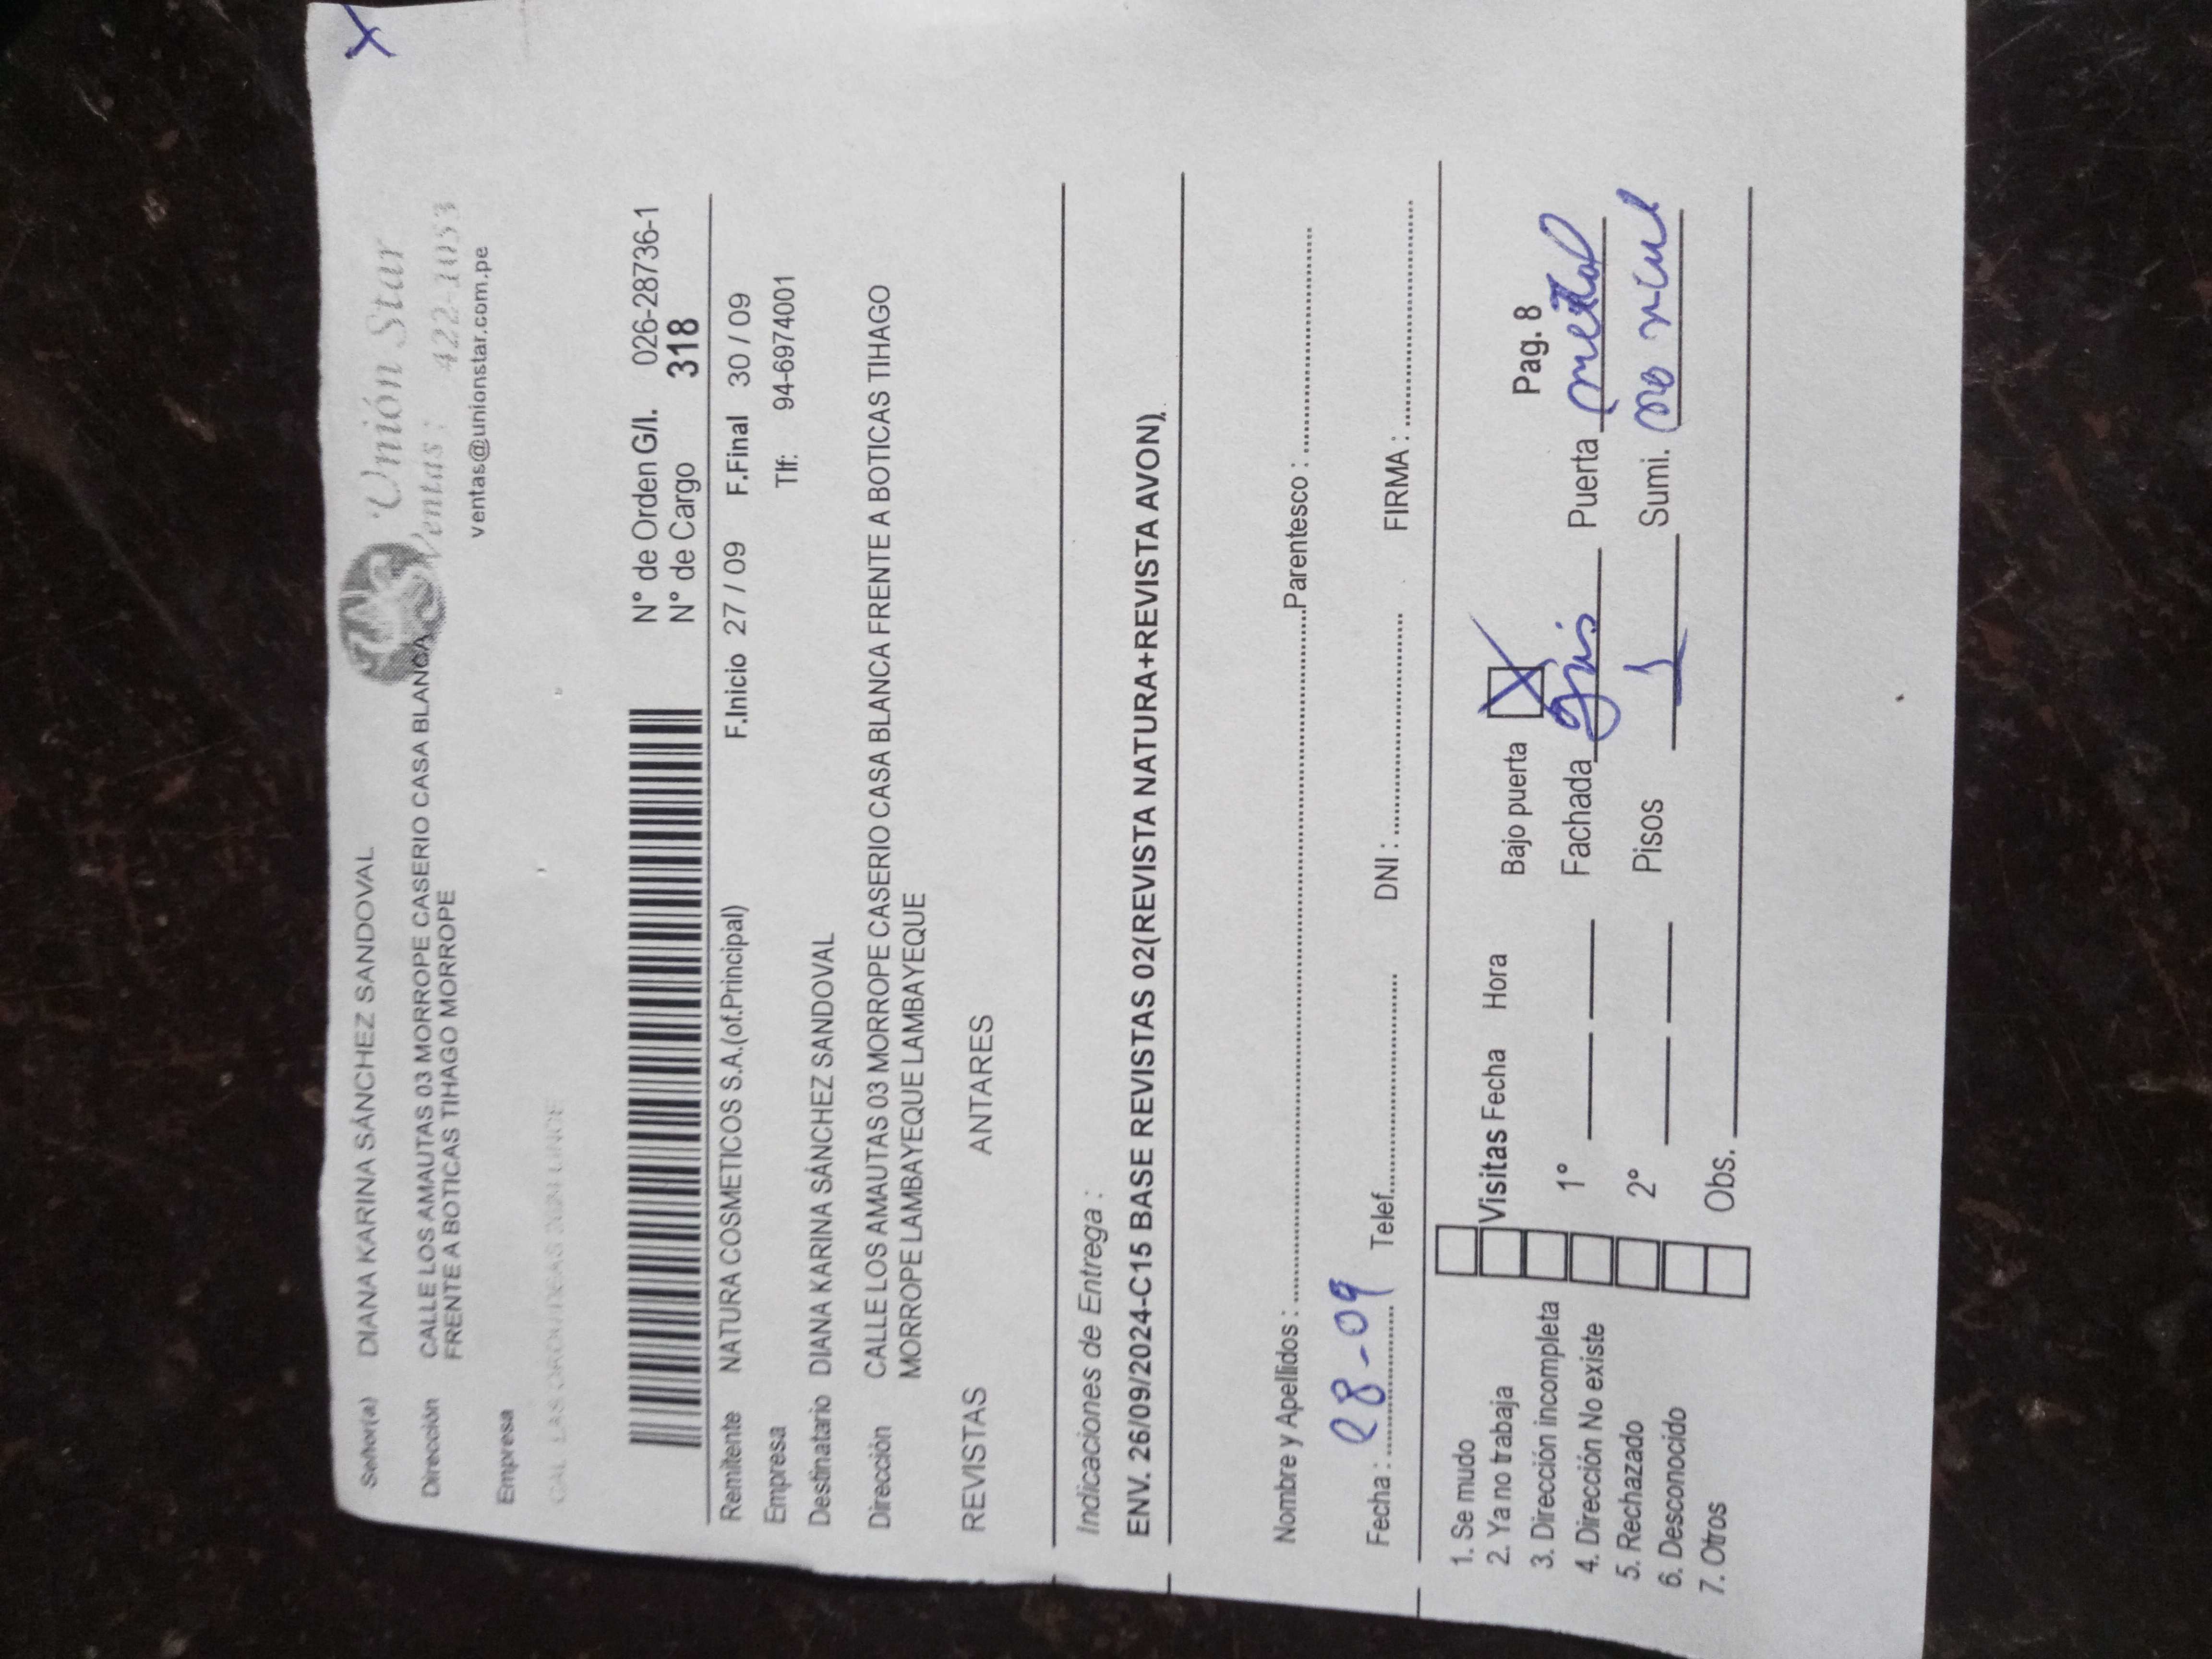 X
Unión Star
Ventas: 422-1053
ventas@unionstar.com.pe
Señor(a) DIANA KARINA SÁNCHEZ SANDOVAL
Dirección CALLE LOS AMAUTAS 03 MORROPE CASERIO CASA BLANCA
FRENTE A BOTICAS TIHAGO MORROPE
Empresa
N° de Orden G/I. 026-28736-1
N° de Cargo 318
Remitente NATURA COSMETICOS S.A.(of.Principal) F.Inicio 27 / 09 F.Final 30 / 09
Empresa Tlf: 94-6974001
Destinatario DIANA KARINA SÁNCHEZ SANDOVAL
Dirección CALLE LOS AMAUTAS 03 MORROPE CASERIO CASA BLANCA FRENTE A BOTICAS TIHAGO
MORROPE LAMBAYEQUE LAMBAYEQUE
REVISTAS ANTARES
Indicaciones de Entrega :
ENV. 26/09/2024-C15 BASE REVISTAS 02(REVISTA NATURA+REVISTA AVON).
Nombre y Apellidos : Parentesco :
Fecha : 28-09 Telef. DNI : FIRMA :
1. Se mudo
2. Ya no trabaja Visitas Fecha Hora Bajo puerta X Pag. 8
3. Dirección incompleta 1° Fachada gris Puerta metal
4. Dirección No existe
5. Rechazado 2° Pisos 1 Sumi. no
6. Desconocido
7. Otros Obs.